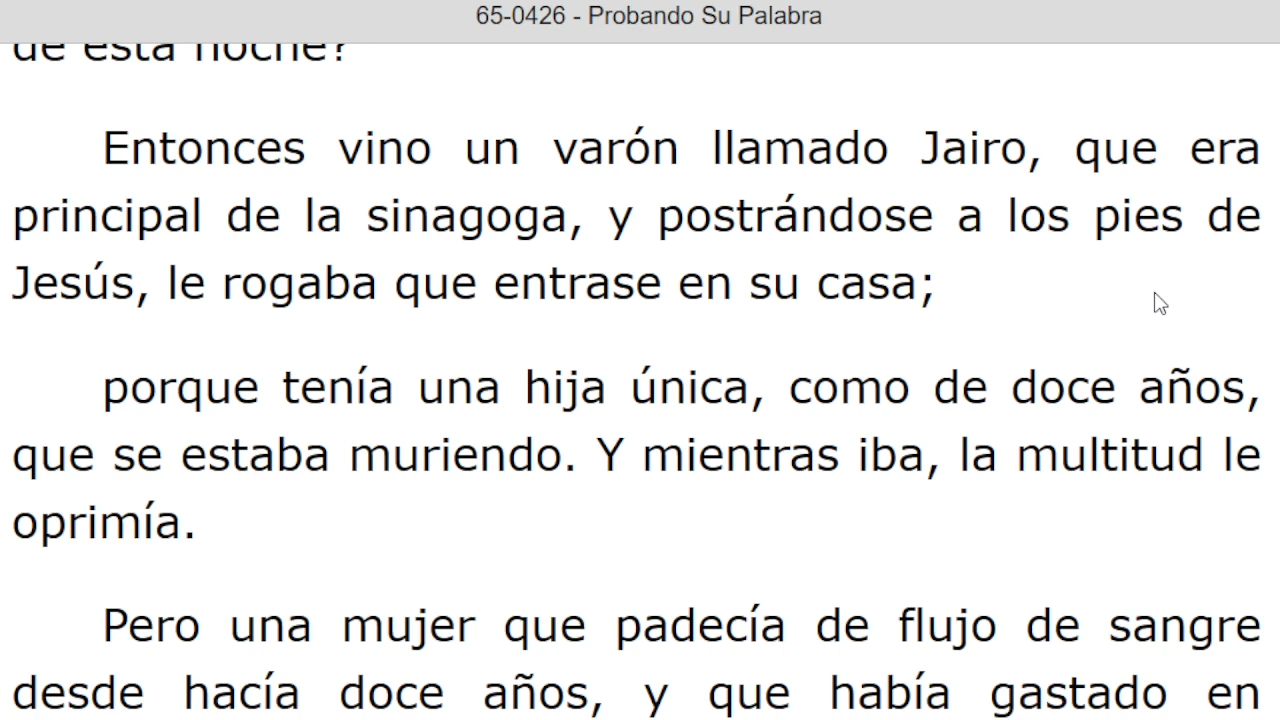 65-0426 - Probando Su Palabra
de esta noche?
Entonces vino un varón llamado Jairo, que era
principal de la sinagoga, y postrándose a los pies de
Jesús, le rogaba que entrase en su casa;
porque tenía una hija única, como de doce años,
que se estaba muriendo. Y mientras iba, la multitud le
oprimía.
Pero una mujer que padecía de flujo de sangre
desde hacía doce años, y que había gastado en